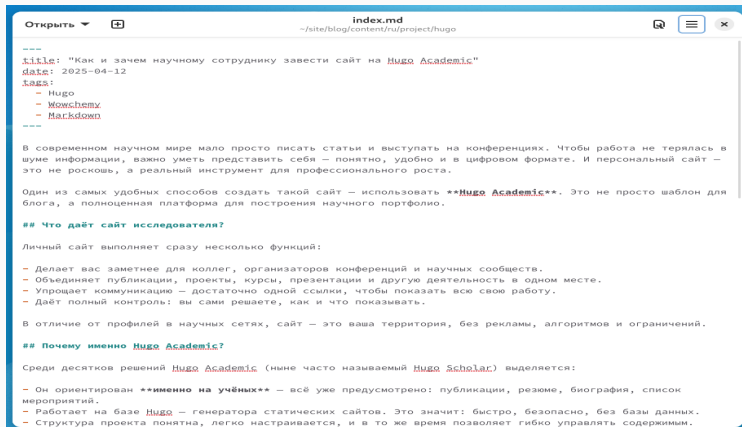 Открыть
index.md
~/site/blog/content/ru/project/hugo
---
title: "Как и зачем научному сотруднику завести сайт на Hugo Academic"
date: 2025-04-12
tags:
- Hugo
- Wowchemy
- Markdown
---
В современном научном мире мало просто писать статьи и выступать на конференциях. Чтобы работа не терялась в
шуме информации, важно уметь представить себя — понятно, удобно и в цифровом формате. И персональный сайт —
это не роскошь, а реальный инструмент для профессионального роста.
Один из самых удобных способов создать такой сайт — использовать **Hugo Academic**. Это не просто шаблон для
блога, а полноценная платформа для построения научного портфолио.
## Что даёт сайт исследователя?
Личный сайт выполняет сразу несколько функций:
- Делает вас заметнее для коллег, организаторов конференций и научных сообществ.
- Объединяет публикации, проекты, курсы, презентации и другую деятельность в одном месте.
- Упрощает коммуникацию — достаточно одной ссылки, чтобы показать всю свою работу.
- Даёт полный контроль: вы сами решаете, как и что показывать.
В отличие от профилей в научных сетях, сайт — это ваша территория, без рекламы, алгоритмов и ограничений.
## Почему именно Hugo Academic?
Среди десятков решений Hugo Academic (ныне часто называемый Hugo Scholar) выделяется:
- Он ориентирован **именно на учёных** — всё уже предусмотрено: публикации, резюме, биография, список
мероприятий.
- Работает на базе Hugo — генератора статических сайтов. Это значит: быстро, безопасно, без базы данных.
- Структура проекта понятна, легко настраивается, и в то же время позволяет гибко управлять содержимым.